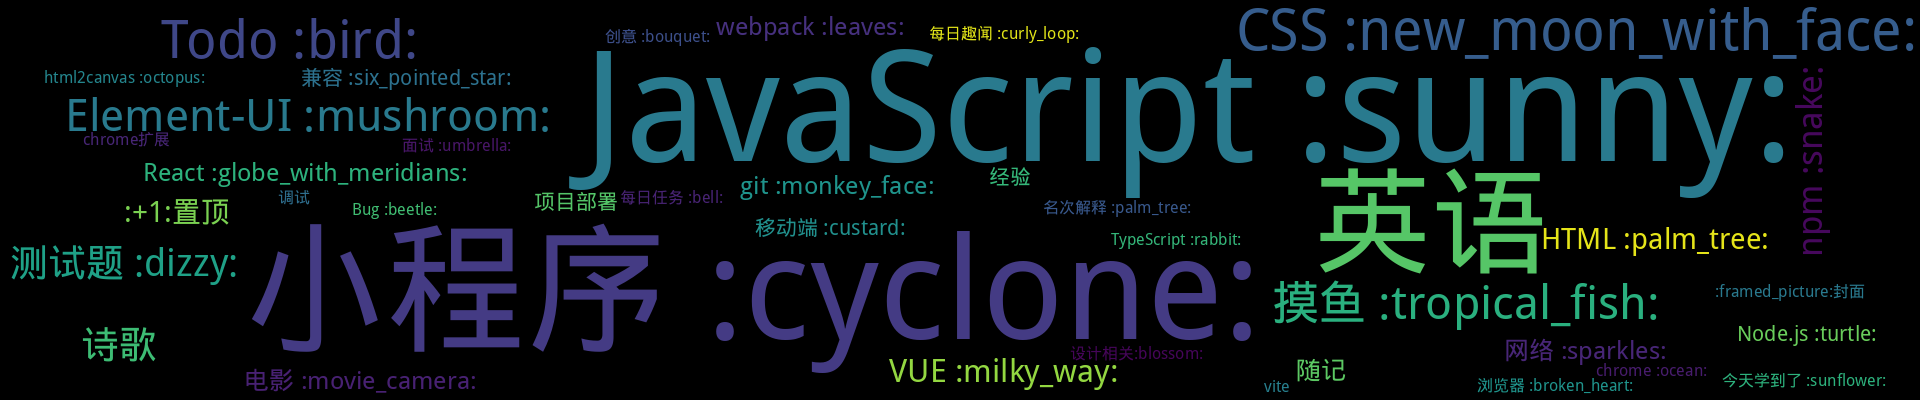 CSS :new_moon_with_face:
Todo :bird:
webpack :leaves:
创意 :bouquet:
每日趣闻 :curly_loop:
html2canvas :octopus:
兼容 :six_pointed_star:
JavaScript :sunny:
Element-UI :mushroom:
npm :snake:
chrome扩展
面试 :umbrella:
React :globe_with_meridians:
git :monkey_face:
经验
调试
项目部署
每日任务 :bell:
:+1:置顶
Bug :beetle:
名次解释 :palm_tree:
英语
移动端 :custard:
TypeScript :rabbit:
HTML :palm_tree:
测试题 :dizzy:
小程序 :cyclone:
摸鱼 :tropical_fish:
:framed_picture:封面
Node.js :turtle:
诗歌
设计相关:blossom:
网络 :sparkles:
VUE :milky_way:
随记
chrome :ocean:
电影 :movie_camera:
vite
浏览器 :broken_heart:
今天学到了 :sunflower: